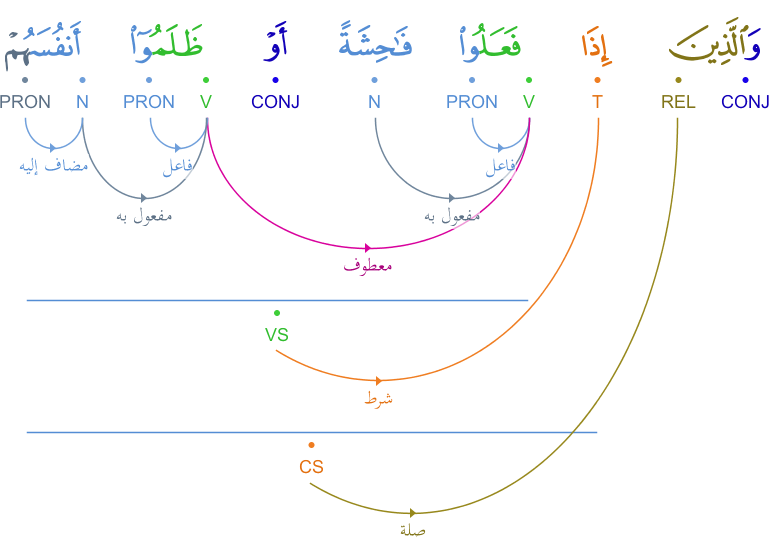 وَٱلَّذِينَ إِذَا فَعَلُوا۟ فَٰحِشَةً أَوْ ظَلَمُوٓا۟ أَنفُسَهُمْ
CONJ REL T V PRON N CONJ V PRON N PRON
فاعل فاعل مضاف إليه
مفعول به مفعول به
معطوف
VS
شرط
CS
صلة